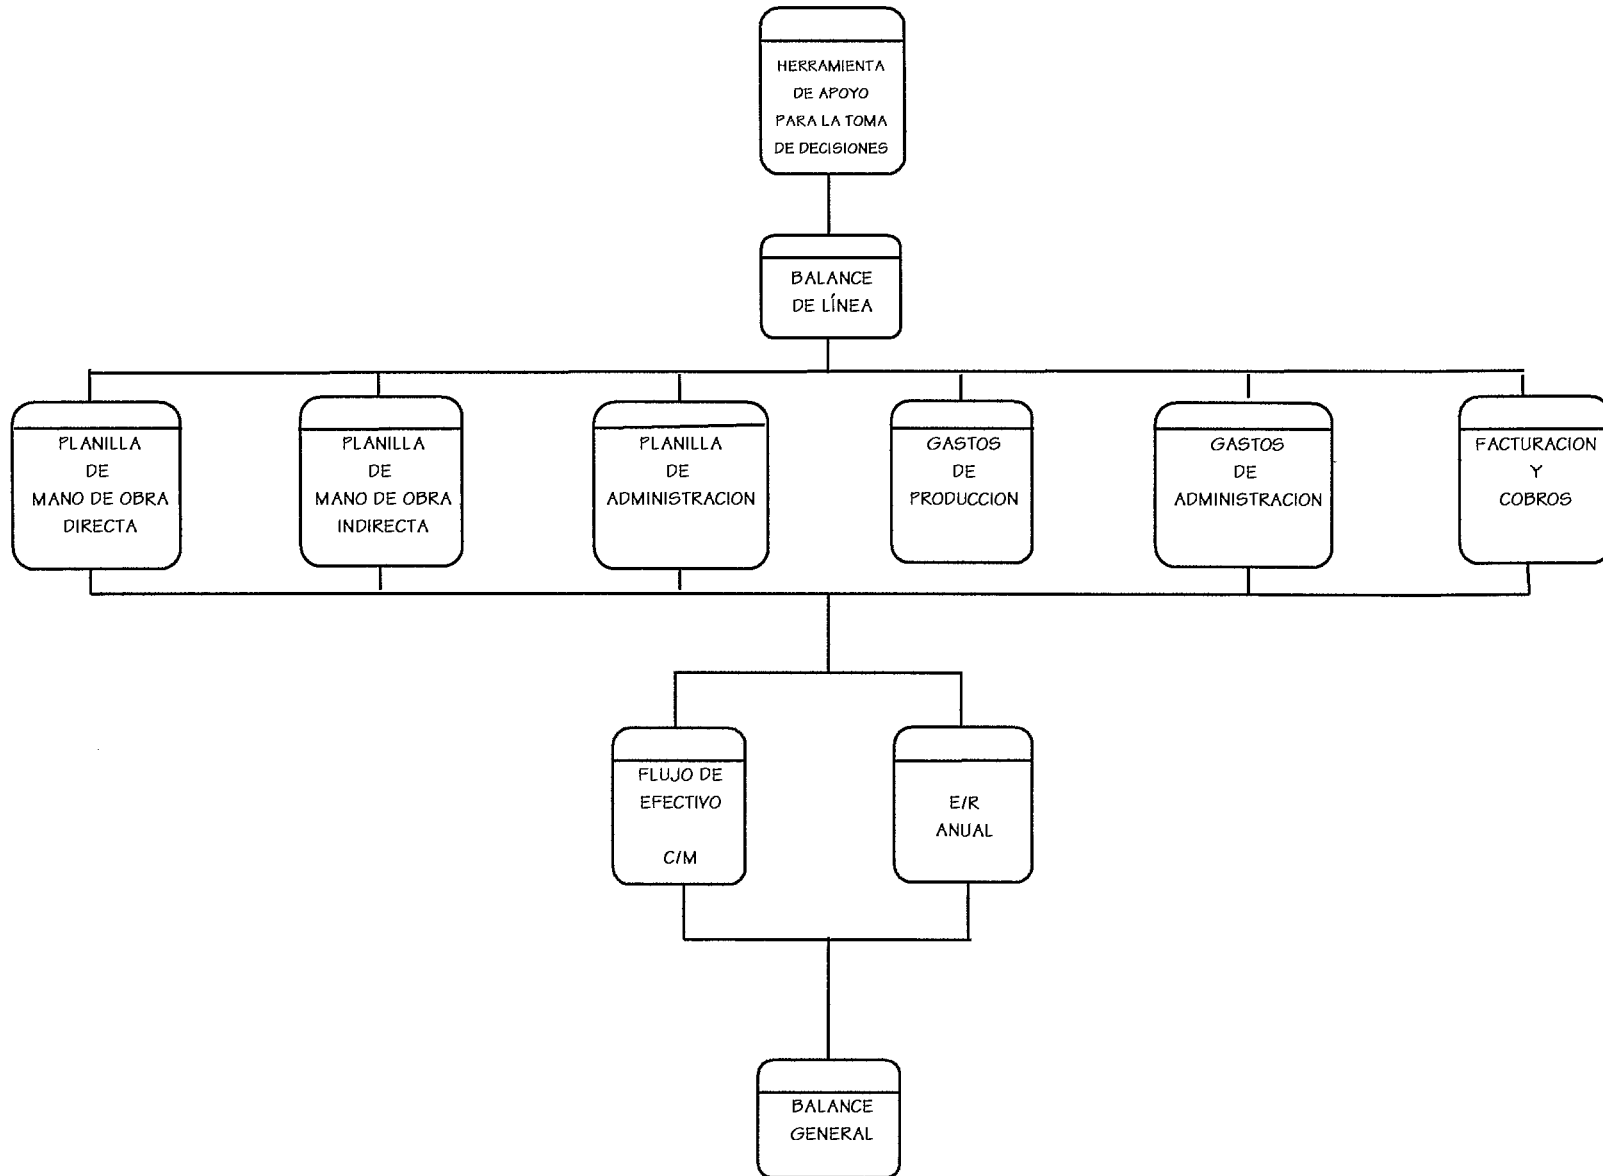 HERRAMIENTA
DE APOYO
PARA LA TOMA
DE DECISIONES
BALANCE
DE LÍNEA
PLANILLA
DE
MANO DE OBRA
DIRECTA
PLANILLA
DE
MANO DE OBRA
INDIRECTA
PLANILLA
DE
ADMINISTRACION
GASTOS
DE
PRODUCCION
GASTOS
DE
ADMINISTRACION
FACTURACION
Y
COBROS
FLUJO DE
EFECTIVO
C/M
E/R
ANUAL
BALANCE
GENERAL